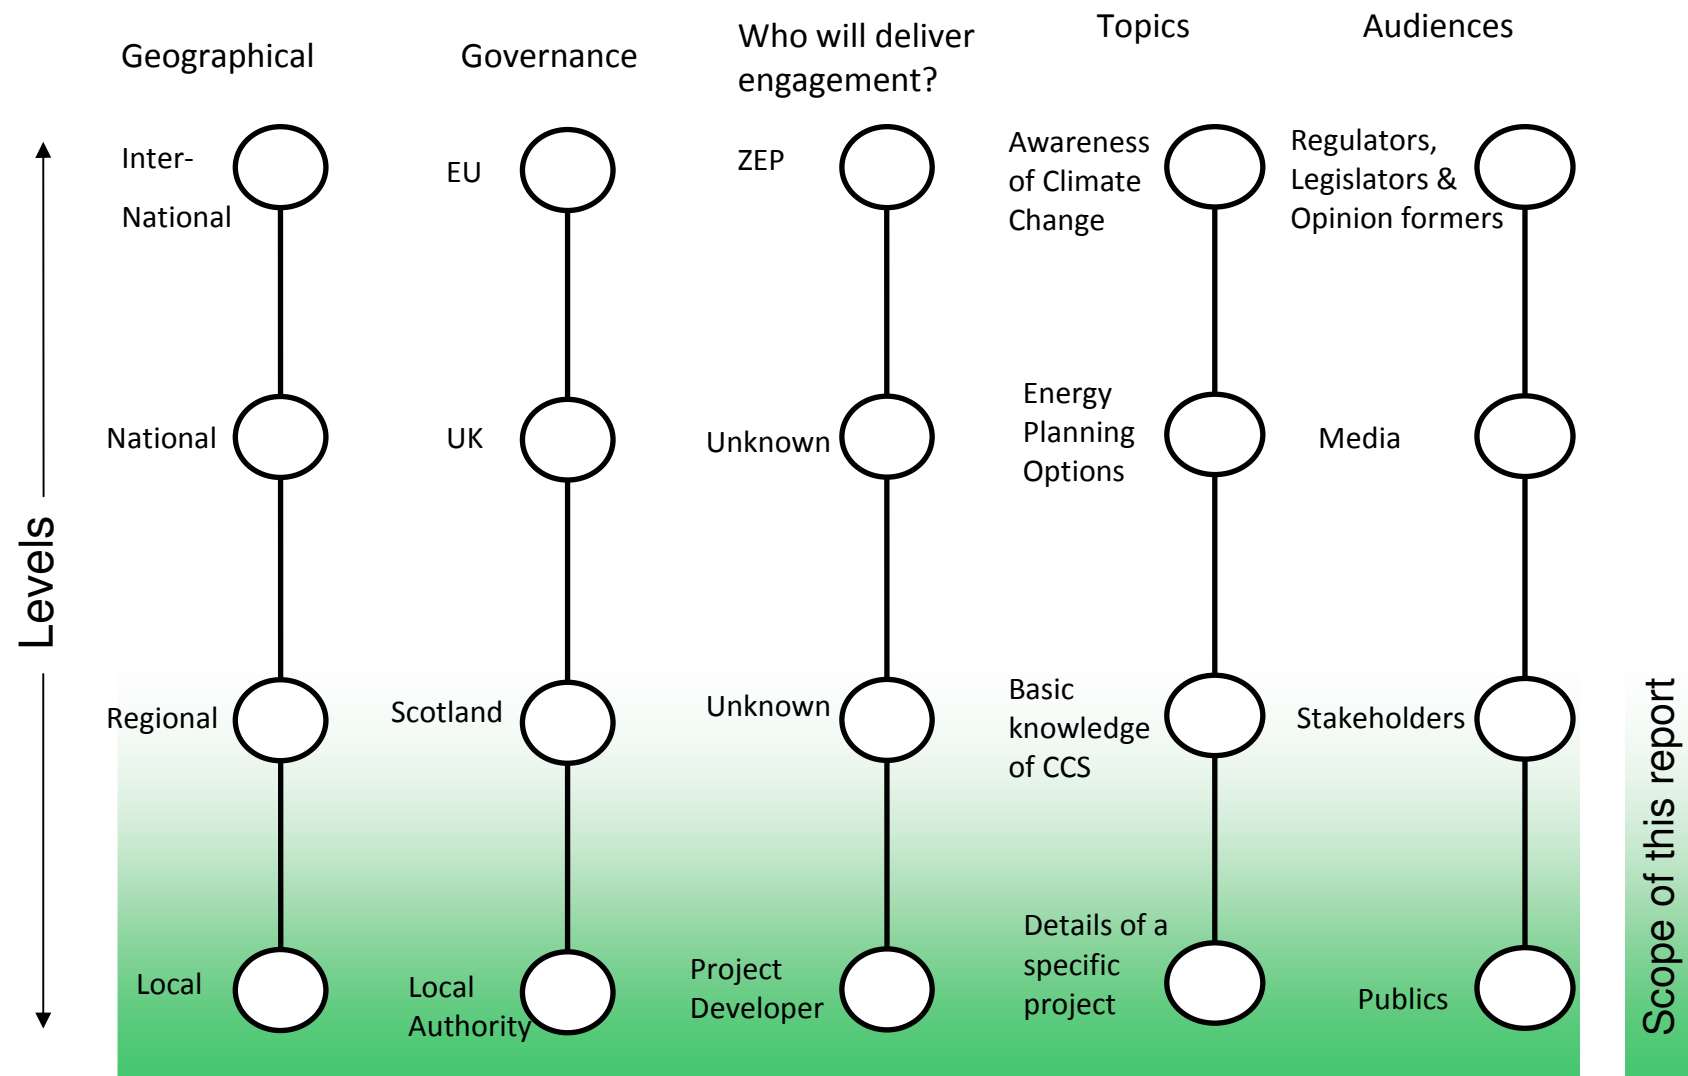 Geographical
Governance
Who will deliver
engagement?
Topics
Audiences
Levels
Inter-
National
EU
ZEP
Awareness
of Climate
Change
Regulators,
Legislators &
Opinion formers
National
UK
Unknown
Energy
Planning
Options
Media
Regional
Scotland
Unknown
Basic
knowledge
of CCS
Stakeholders
Local
Local
Authority
Project
Developer
Details of a
specific
project
Publics
Scope of this report